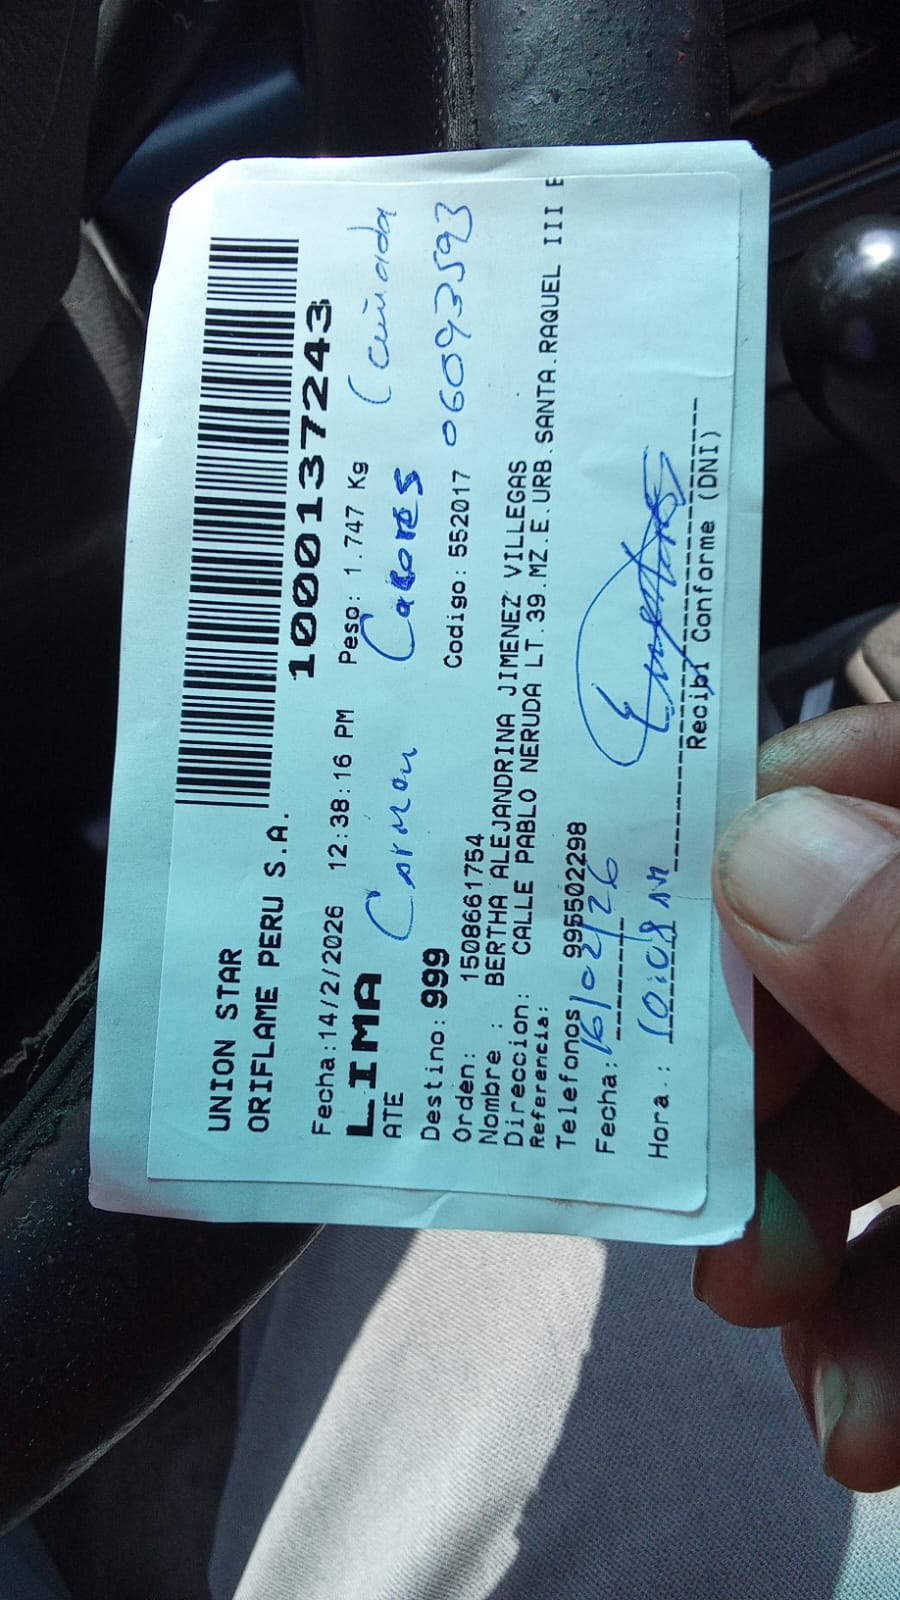 UNION STAR
ORIFLAME PERU S.A.
1000137243
Fecha:14/2/2026 12:38:16 PM Peso: 1.747 Kg
LIMA
ATE
Carmen Cabores (Cuñada
Destino: 999 Codigo: 552017 06093593
Orden: 1508661754
Nombre : BERTHA ALEJANDRINA JIMENEZ VILLEGAS
Direccion: CALLE PABLO NERUDA LT.39.MZ.E.URB.SANTA.RAQUEL III E
Referencia:
Telefonos 995502298
Fecha: 16/02/26
Hora.: 10:08 AM
Recibi Conforme (DNI)